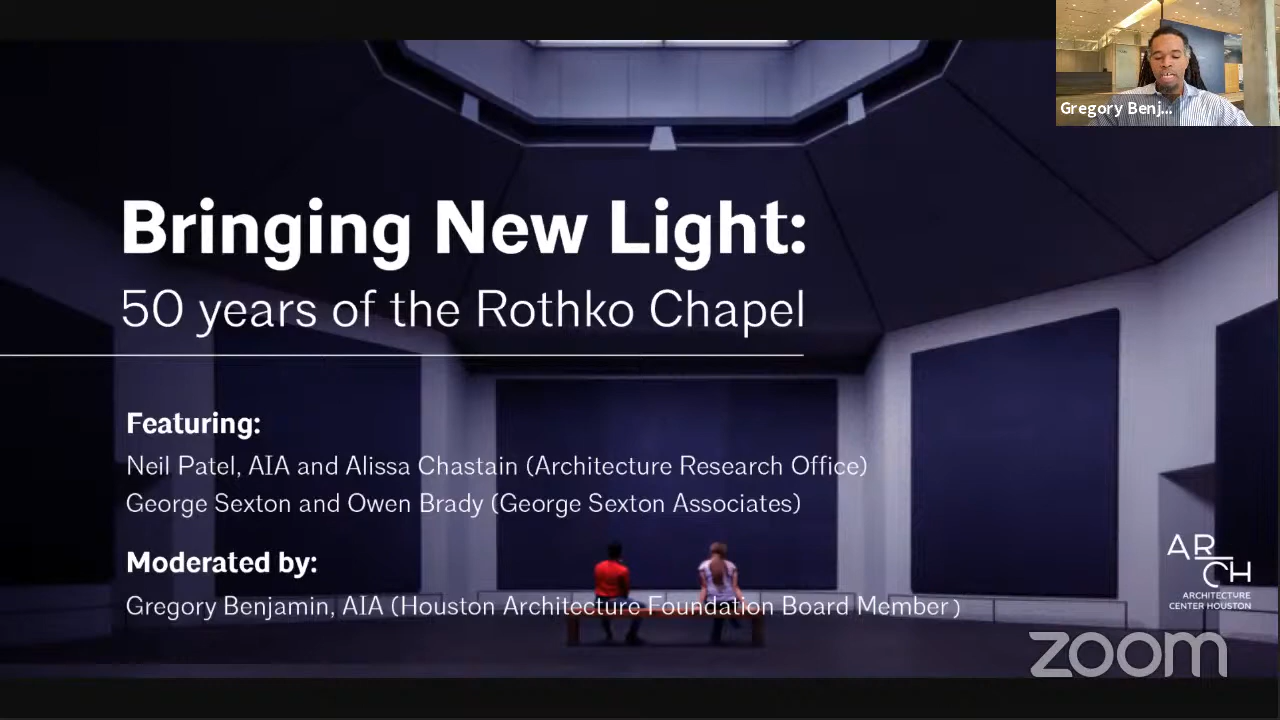 Gregory Benj...
Bringing New Light:
50 years of the Rothko Chapel
Featuring:
Neil Patel, AIA and Alissa Chastain (Architecture Research Office)
George Sexton and Owen Brady (George Sexton Associates)
Moderated by:
Gregory Benjamin, AIA (Houston Architecture Foundation Board Member)
AR
CH
ARCHITECTURE
CENTER HOUSTON
zoom